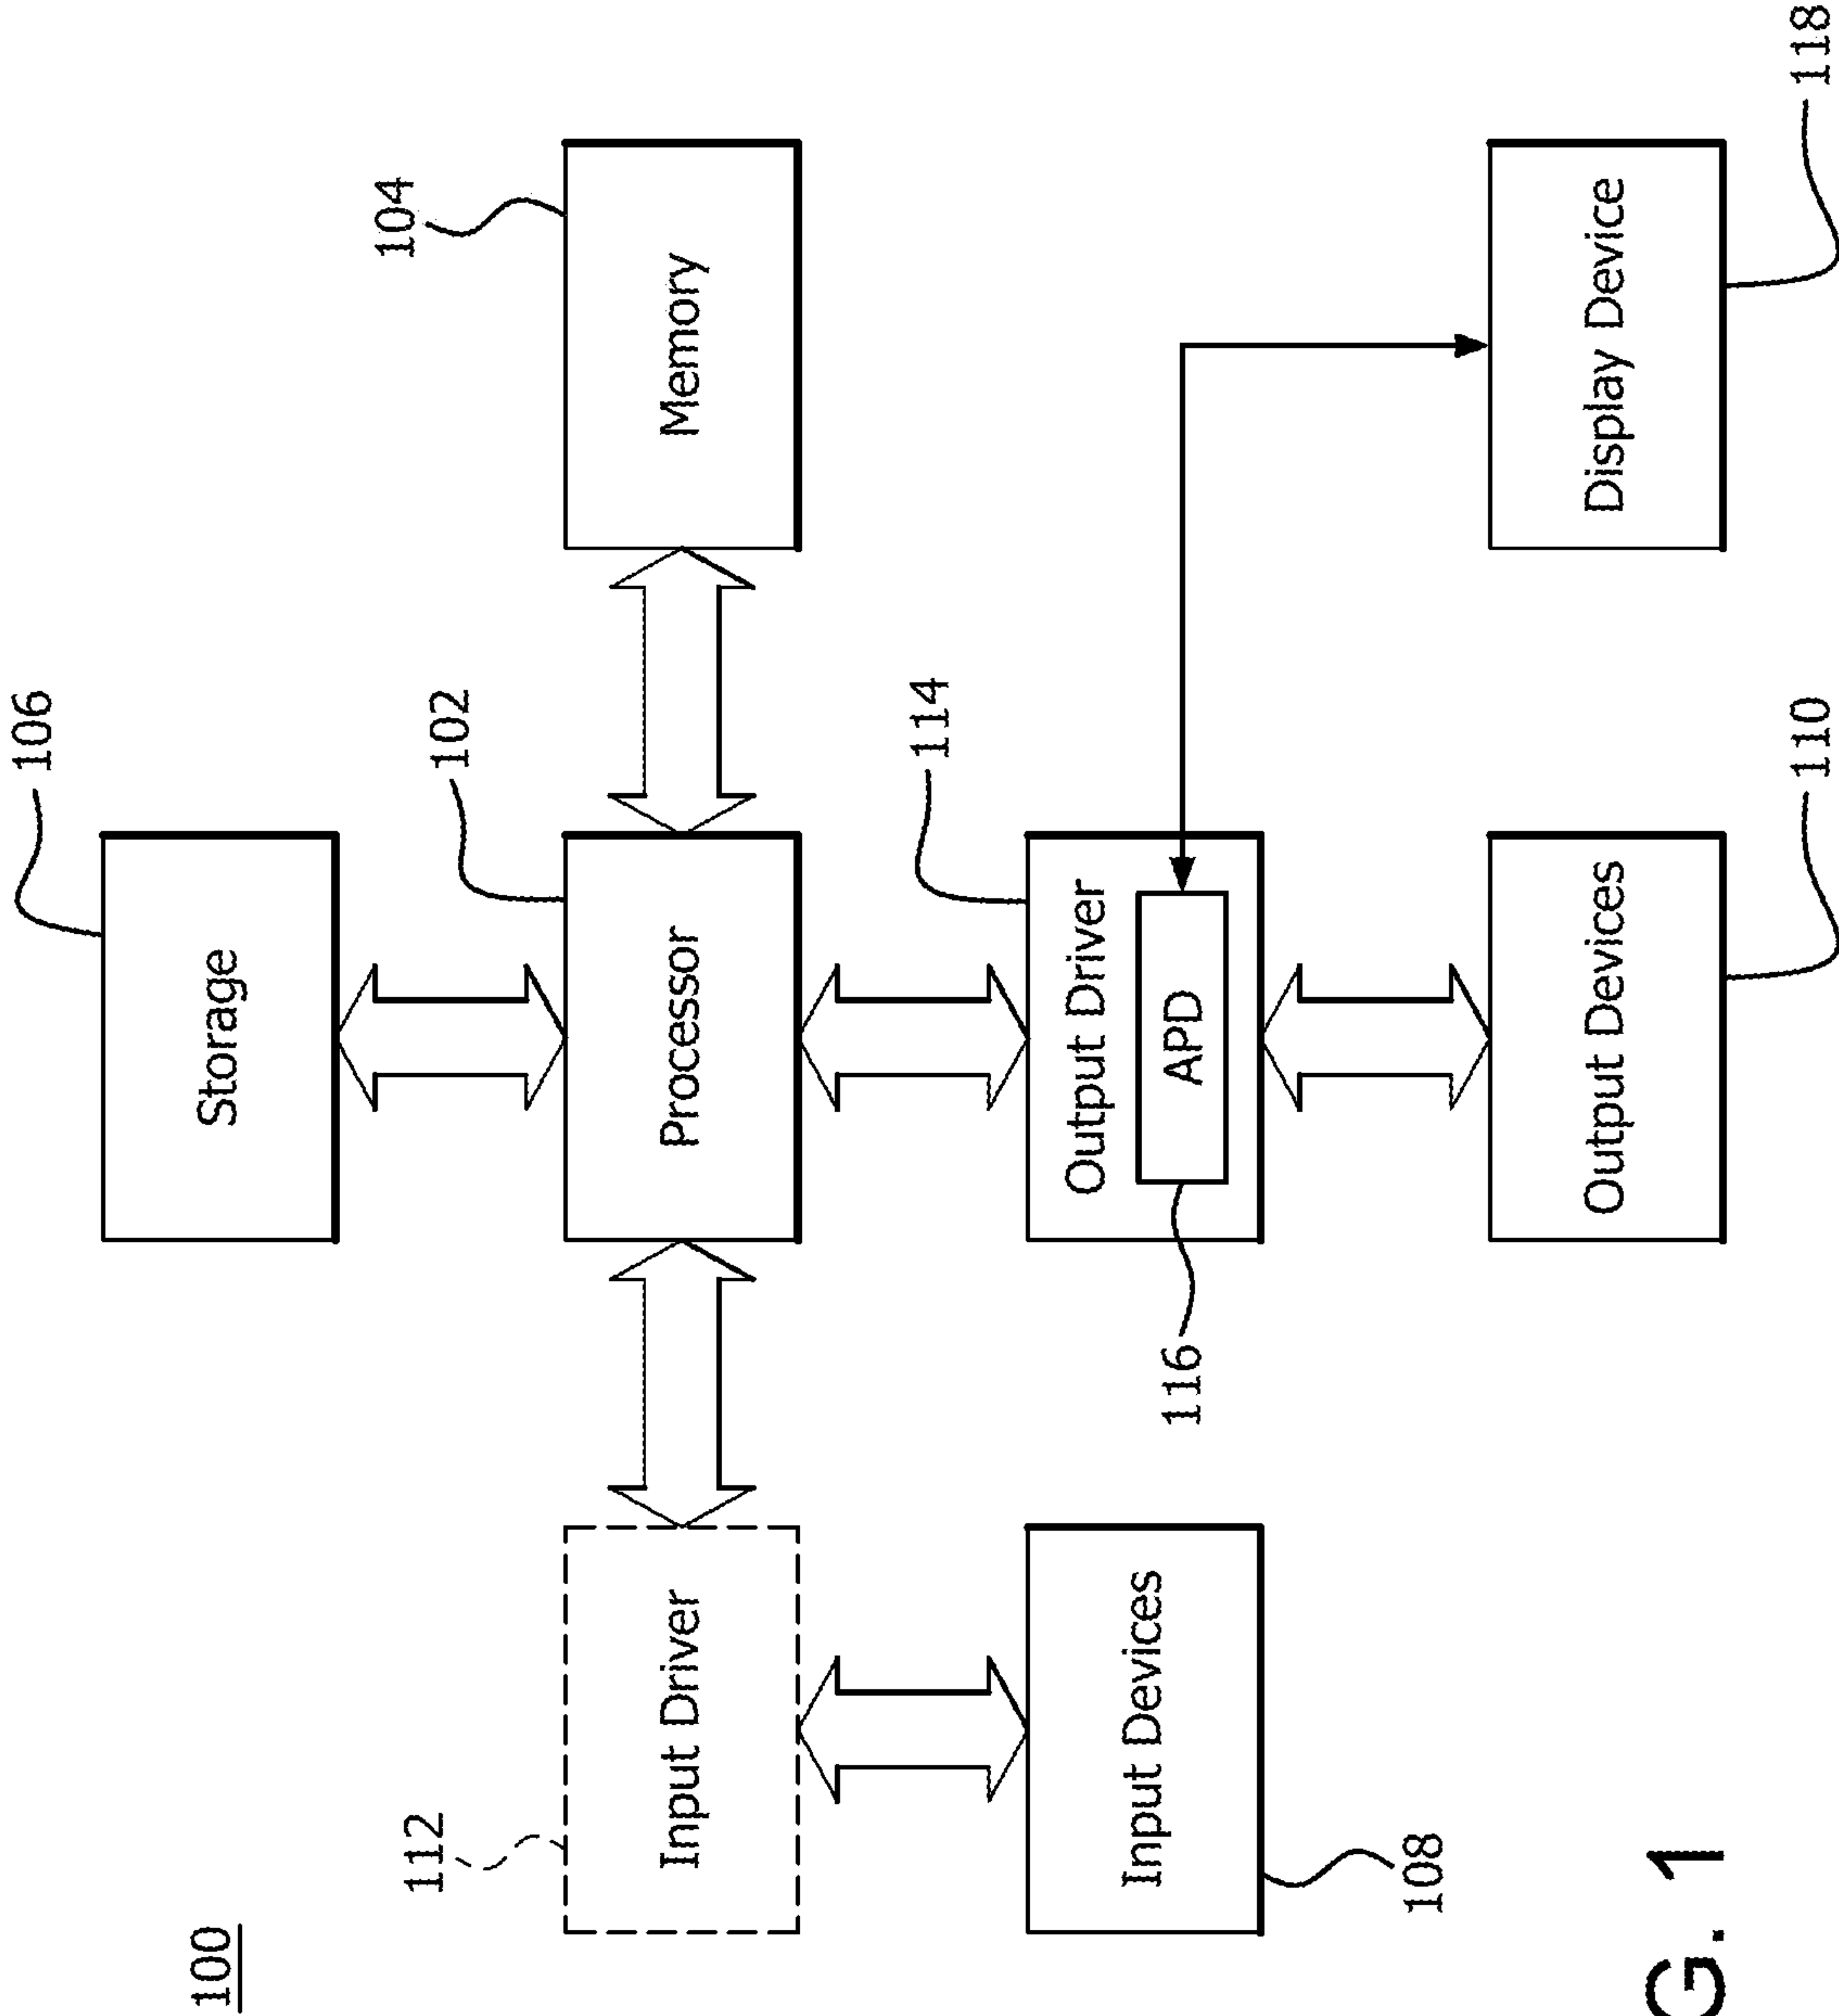 100
106
Storage
112
102
104
Input Driver
Processor
Memory
114
Input Devices
Output Driver
APD
116
108
Output Devices
Display Device
110
118
G. 1